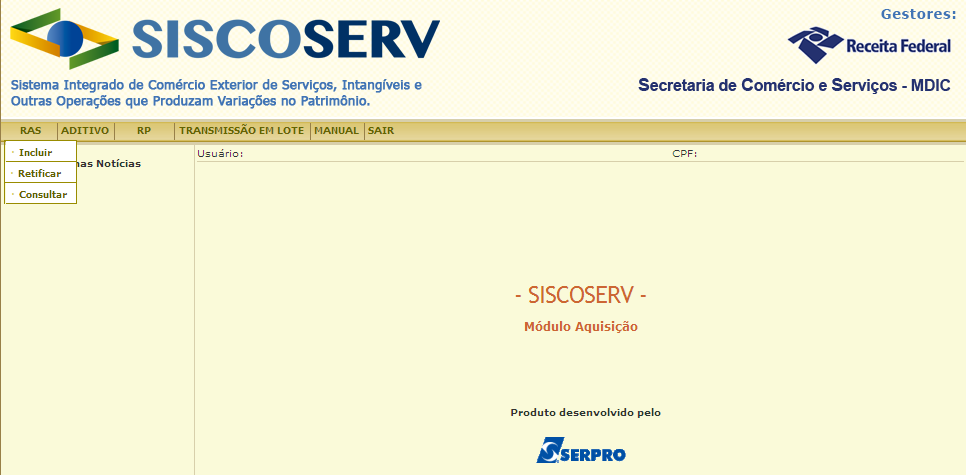 SISCOSERV
Gestores:
Receita Federal
Sistema Integrado de Comércio Exterior de Serviços, Intangíveis e
Outras Operações que Produzam Variações no Patrimônio.
Secretaria de Comércio e Serviços - MDIC
RAS ADITIVO RP TRANSMISSÃO EM LOTE MANUAL SAIR
Incluir
Retificar
Consultar
Notícias
Usuário: CPF:
- SISCOSERV -
Módulo Aquisição
Produto desenvolvido pelo
SERPRO